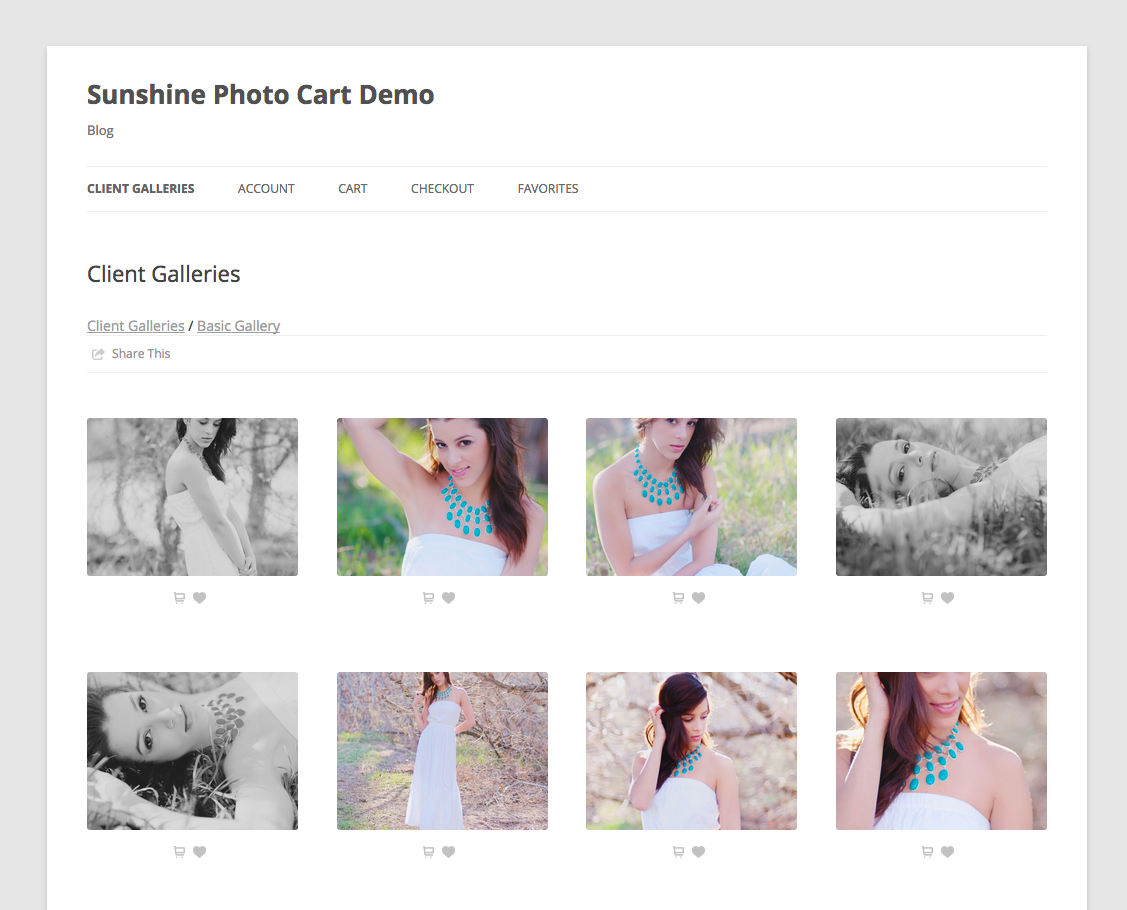 Sunshine Photo Cart Demo
Blog
CLIENT GALLERIES ACCOUNT CART CHECKOUT FAVORITES
Client Galleries
Client Galleries / Basic Gallery
Share This